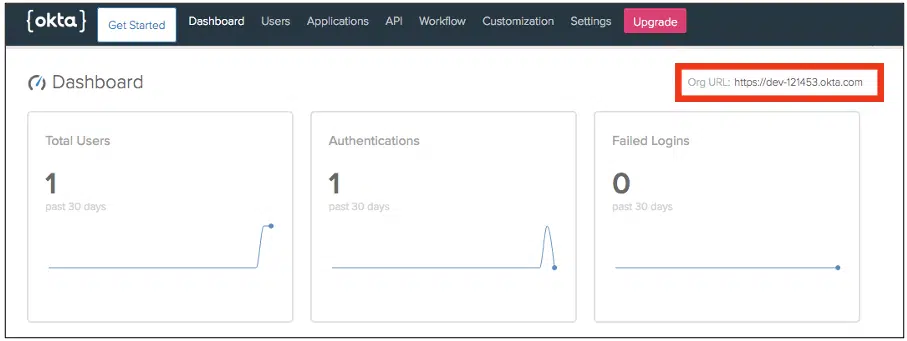 {okta} Get Started Dashboard Users Applications API Workflow Customization Settings Upgrade
Dashboard
Org URL: https://dev-121453.okta.com
Total Users
1
past 30 days
Authentications
1
past 30 days
Failed Logins
0
past 30 days